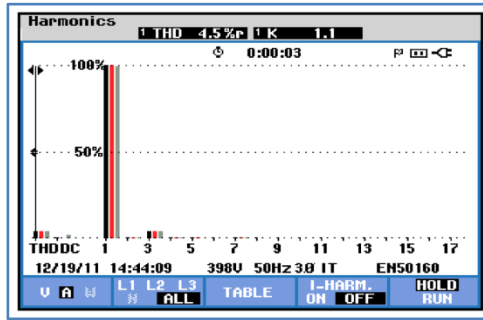 Harmonics
1 THD 4.5%r 1 K 1.1
0:00:03
100%
50%
THDDC 1 3 5 7 9 11 13 15 17
12/19/11 14:44:09 398V 50Hz 3Ø IT EN50160
V A L1 L2 L3 ALL TABLE I-HARM. ON OFF HOLD RUN